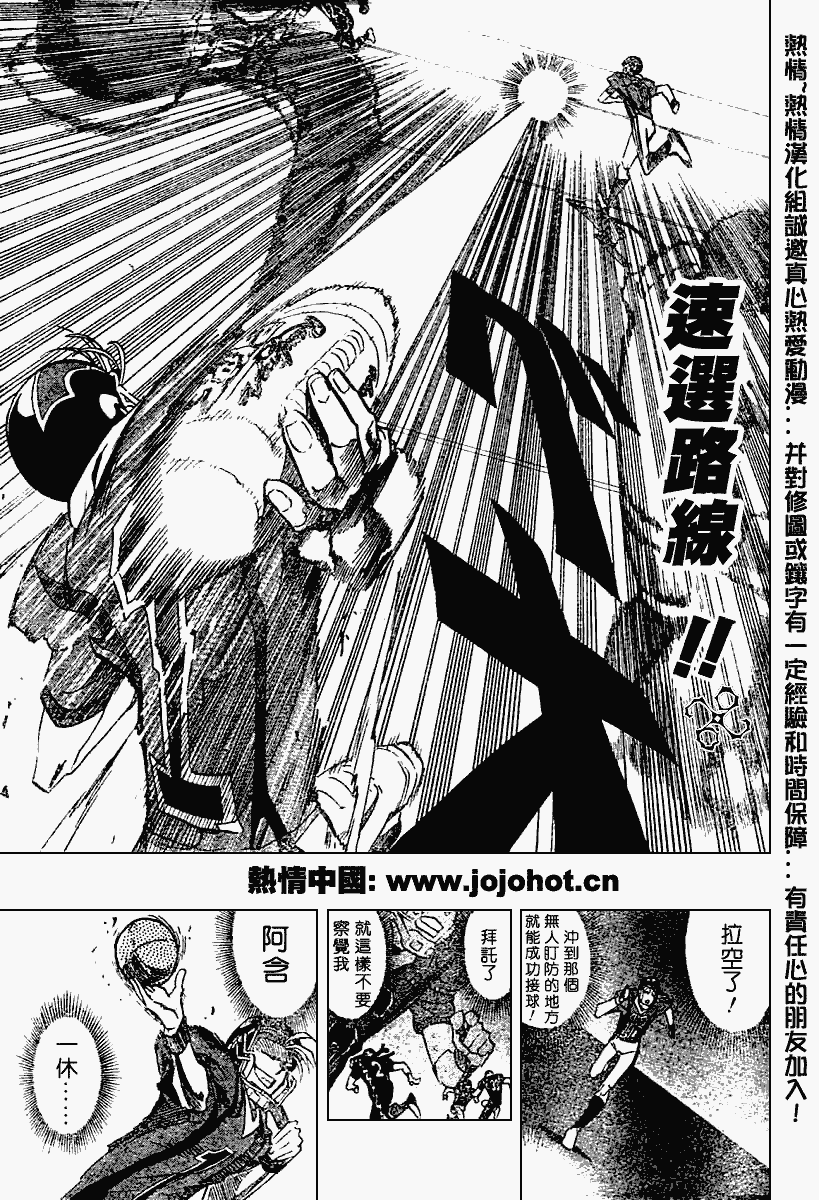 速選路線!!
ズバ
熱情中國: www.jojohot.cn
拉空了!
沖到那個
無人盯防的地方
就能成功接球!
拜託了
就這樣不要
察覺我
阿含
一休……
熱情~熱情漢化組誠邀真心熱愛動漫...并對修圖或鑲字有一定經驗和時間保障...有責任心的朋友加入!